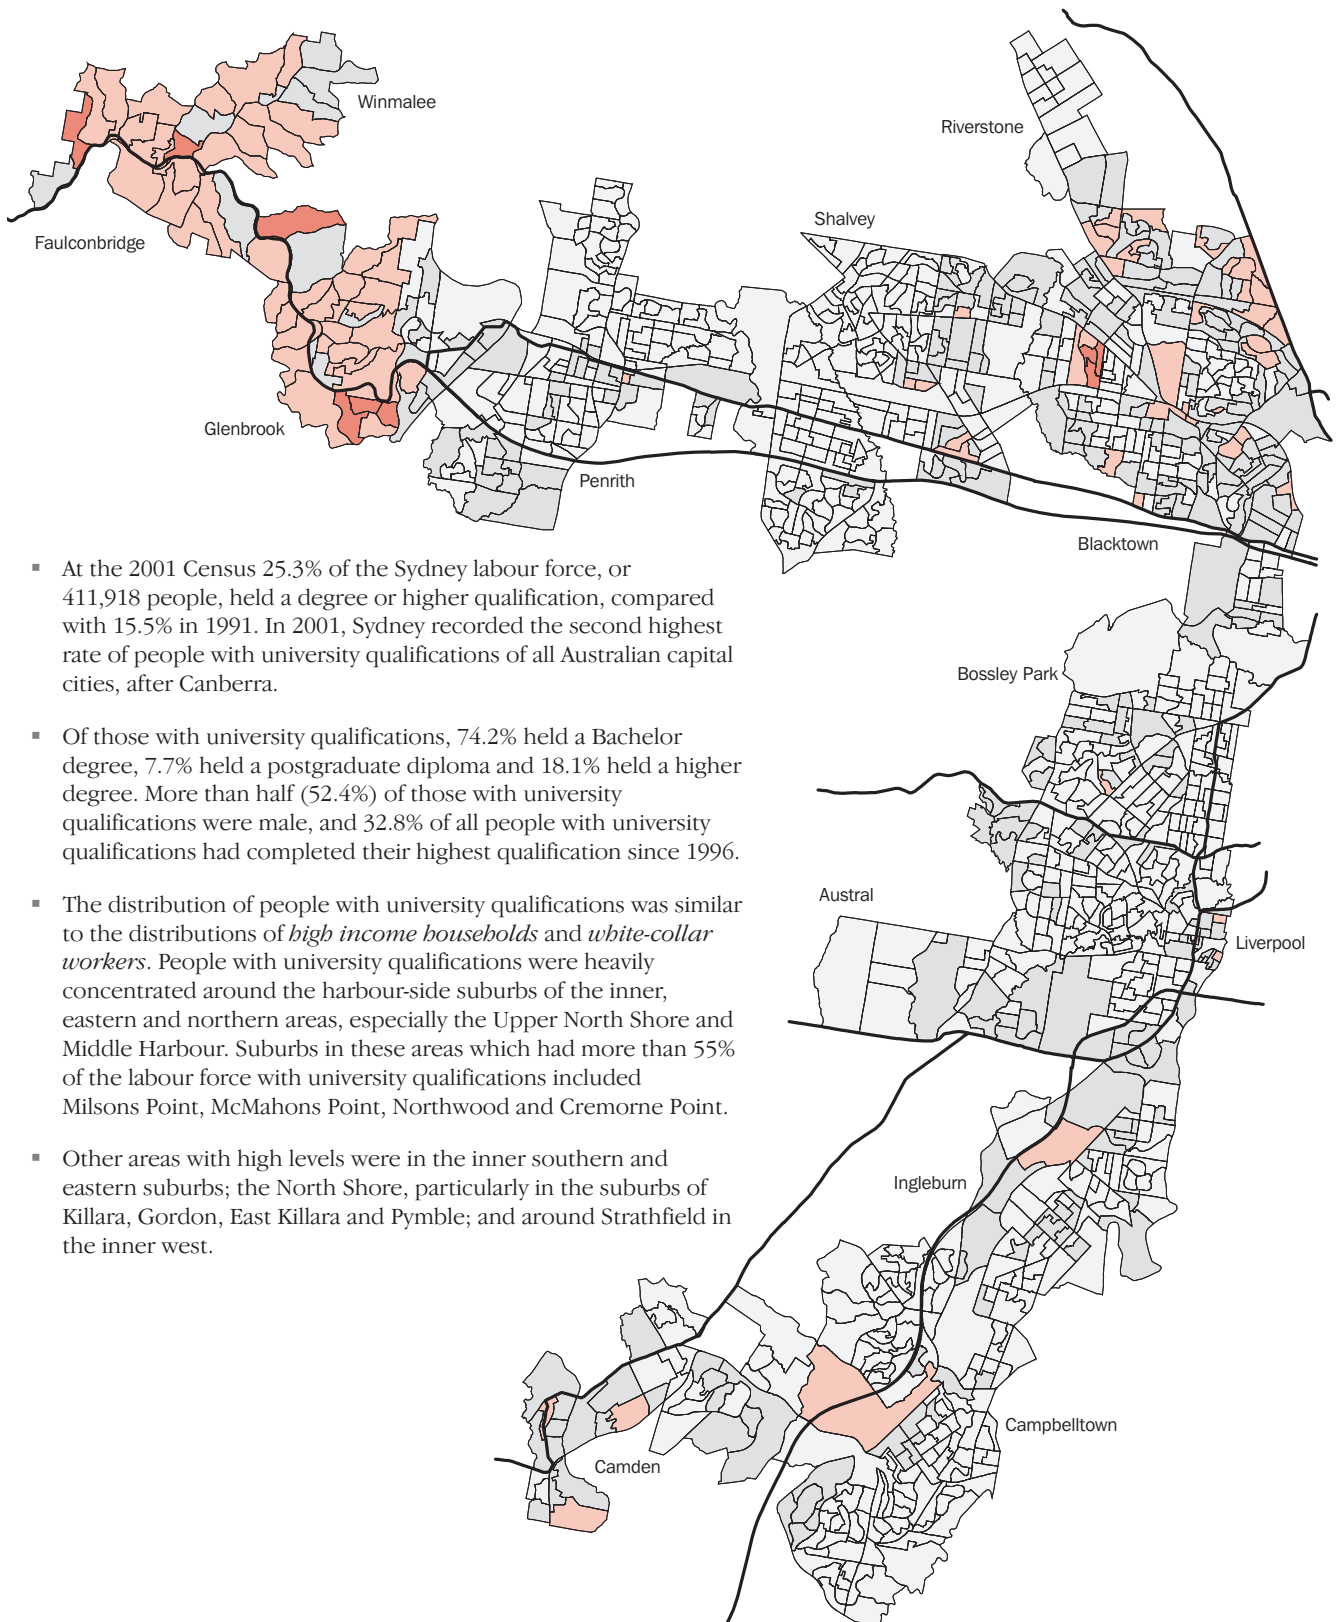 Winmalee
Riverstone
Shalvey
Faulconbridge
Glenbrook
Penrith
Blacktown
▪ At the 2001 Census 25.3% of the Sydney labour force, or
411,918 people, held a degree or higher qualification, compared
with 15.5% in 1991. In 2001, Sydney recorded the second highest
rate of people with university qualifications of all Australian capital
cities, after Canberra.
▪ Of those with university qualifications, 74.2% held a Bachelor
degree, 7.7% held a postgraduate diploma and 18.1% held a higher
degree. More than half (52.4%) of those with university
qualifications were male, and 32.8% of all people with university
qualifications had completed their highest qualification since 1996.
▪ The distribution of people with university qualifications was similar
to the distributions of high income households and white-collar
workers. People with university qualifications were heavily
concentrated around the harbour-side suburbs of the inner,
eastern and northern areas, especially the Upper North Shore and
Middle Harbour. Suburbs in these areas which had more than 55%
of the labour force with university qualifications included
Milsons Point, McMahons Point, Northwood and Cremorne Point.
▪ Other areas with high levels were in the inner southern and
eastern suburbs; the North Shore, particularly in the suburbs of
Killara, Gordon, East Killara and Pymble; and around Strathfield in
the inner west.
Bossley Park
Austral
Liverpool
Ingleburn
Campbelltown
Camden